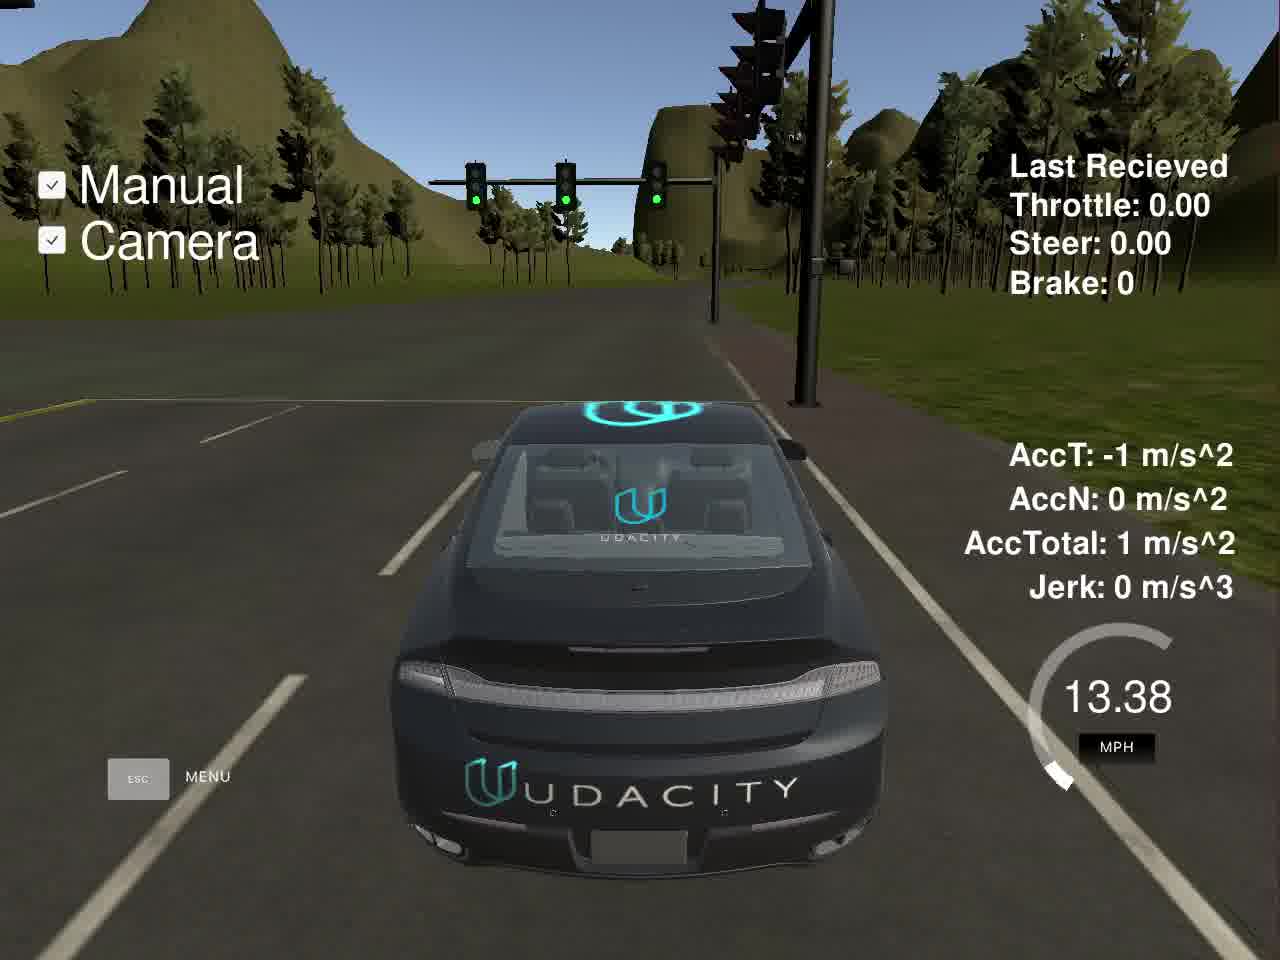 Manual
Camera
Last Recieved
Throttle: 0.00
Steer: 0.00
Brake: 0
UDACITY
AccT: -1 m/s^2
AccN: 0 m/s^2
AccTotal: 1 m/s^2
Jerk: 0 m/s^3
13.38
MPH
ESC MENU
UDACITY